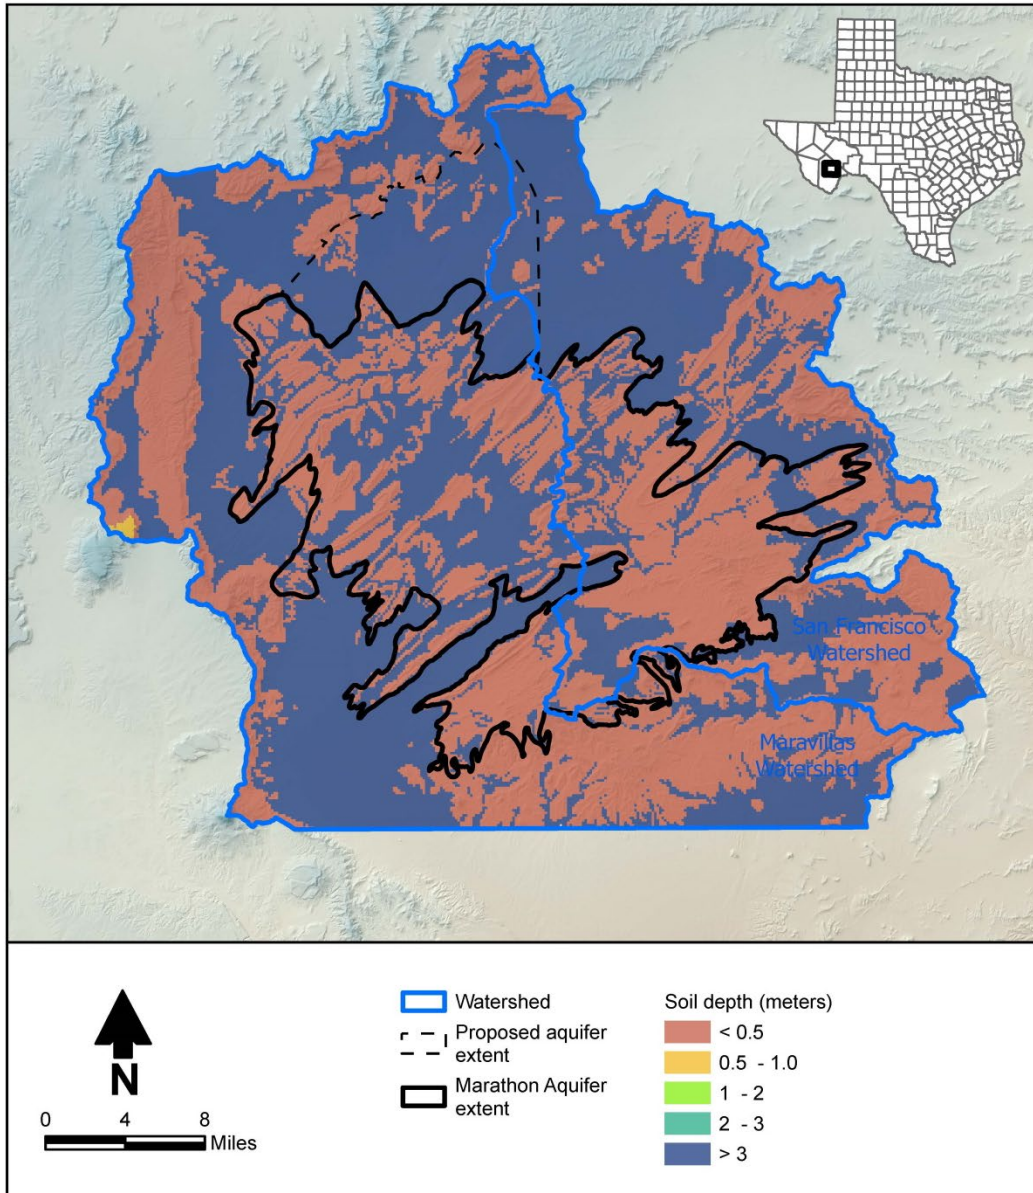 San Francisco
Watershed
Maravillas
Watershed
N
0 4 8
Miles
Watershed
Proposed aquifer
extent
Marathon Aquifer
extent
Soil depth (meters)
< 0.5
0.5 - 1.0
1 - 2
2 - 3
> 3